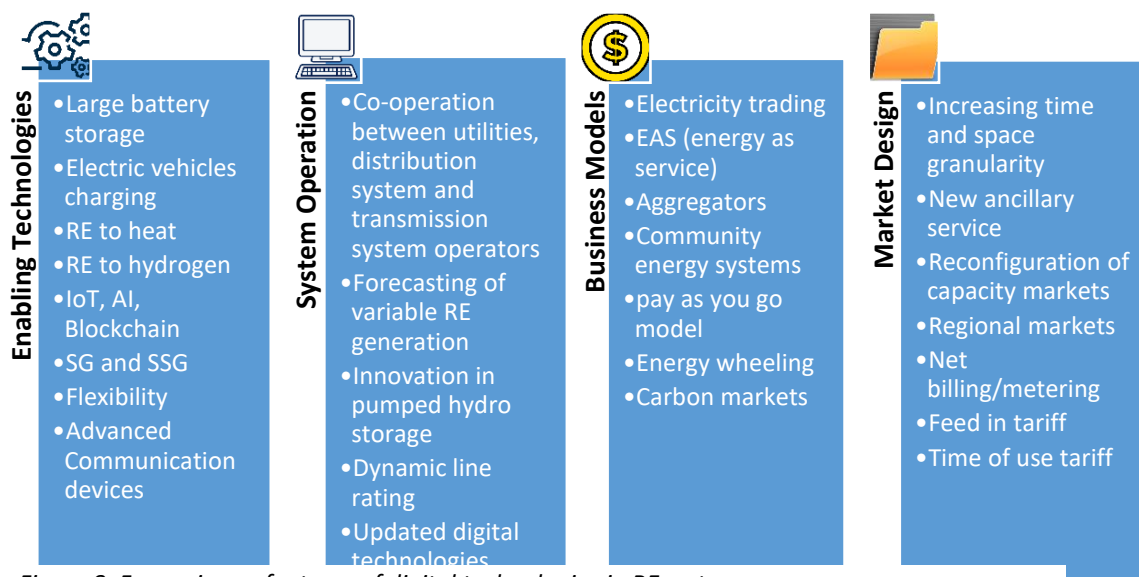 Enabling Technologies
•Large battery
storage
•Electric vehicles
charging
•RE to heat
•RE to hydrogen
•IoT, AI,
Blockchain
•SG and SSG
•Flexibility
•Advanced
Communication
devices
System Operation
•Co-operation
between utilities,
distribution
system and
transmission
system operators
•Forecasting of
variable RE
generation
•Innovation in
pumped hydro
storage
•Dynamic line
rating
•Updated digital
technologies
Business Models
•Electricity trading
•EAS (energy as
service)
•Aggregators
•Community
energy systems
•pay as you go
model
•Energy wheeling
•Carbon markets
Market Design
•Increasing time
and space
granularity
•New ancillary
service
•Reconfiguration of
capacity markets
•Regional markets
•Net
billing/metering
•Feed in tariff
•Time of use tariff